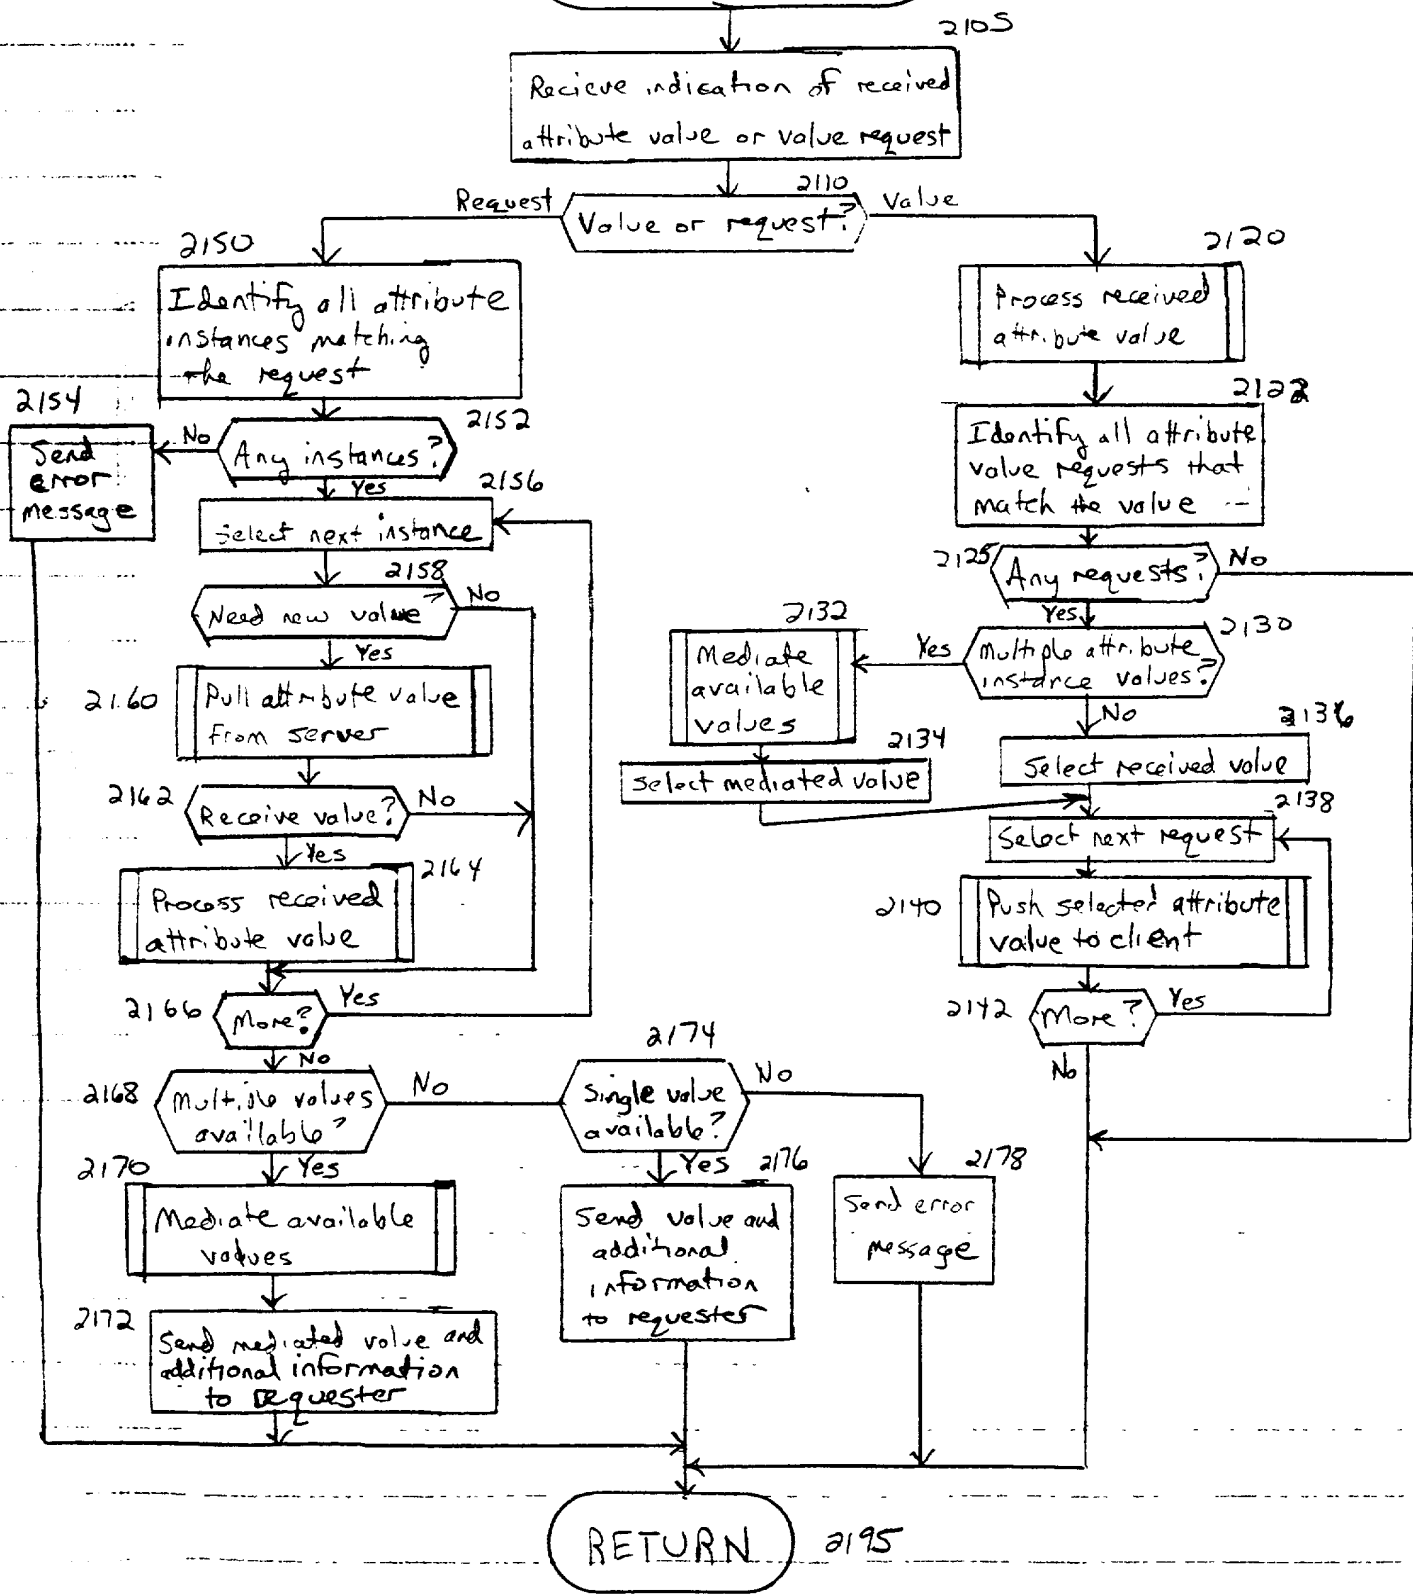 2105
Recieve indication of received
attribute value or value request
2110
Request
Value or request?
Value
2150
Identify all attribute
instances matching
the request
2120
Process received
attribute value
2154
Send
error
message
2152
No
Any instances?
Yes
2156
Select next instance
2158
Need new value?
No
Yes
2160
Pull attribute value
from server
2162
Receive value?
No
Yes
2164
Process received
attribute value
2166
More?
Yes
No
2168
Multiple values
available?
No
Yes
2170
Mediate available
values
2172
Send mediated value and
additional information
to requester
2174
Single value
available?
No
Yes
2176
Send value and
additional
information
to requester
2178
Send error
message
2122
Identify all attribute
value requests that
match the value
2125
Any requests?
No
Yes
2130
Multiple attribute
instance values?
Yes
No
2132
Mediate
available
values
2134
Select mediated value
2136
Select received value
2138
Select next request
2140
Push selected attribute
value to client
2142
More?
Yes
No
RETURN
2195